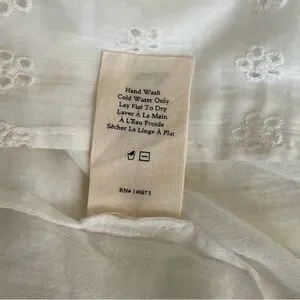 Hand Wash
Cold Water Only
Lay Flat To Dry
Laver À La Main
À L'Eau Froide
Sécher Le Linge À Plat
RN# 140873